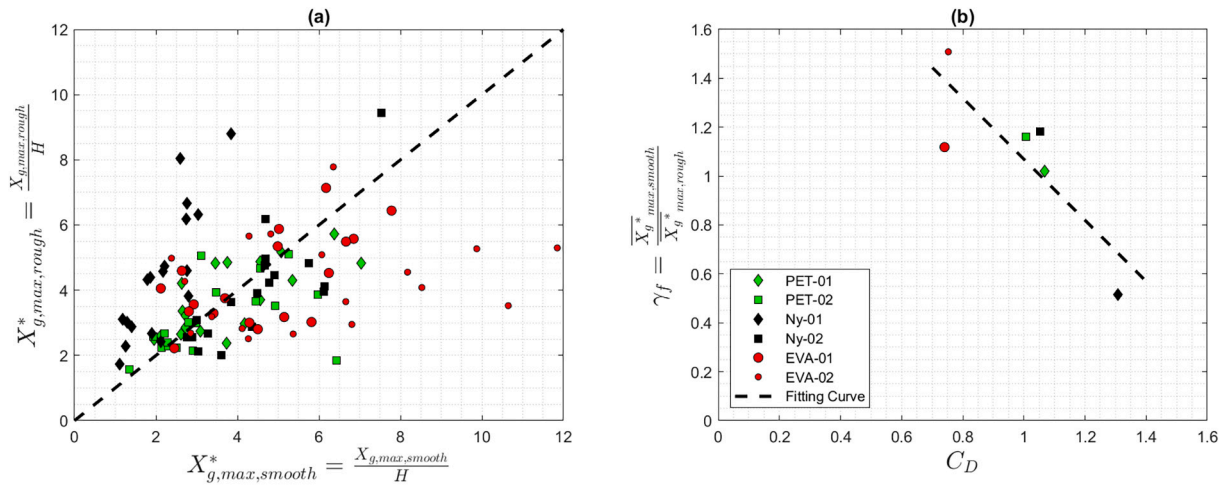 (a)
12
10
8
6
4
2
0
0 2 4 6 8 10 12
X*g,max,rough = Xg,max,rough / H
X*g,max,smooth = Xg,max,smooth / H
(b)
1.6
1.4
1.2
1
0.8
0.6
0.4
0.2
0
0 0.2 0.4 0.6 0.8 1 1.2 1.4 1.6
γf = Xg*max,smooth / Xg*max,rough
CD
PET-01
PET-02
Ny-01
Ny-02
EVA-01
EVA-02
Fitting Curve